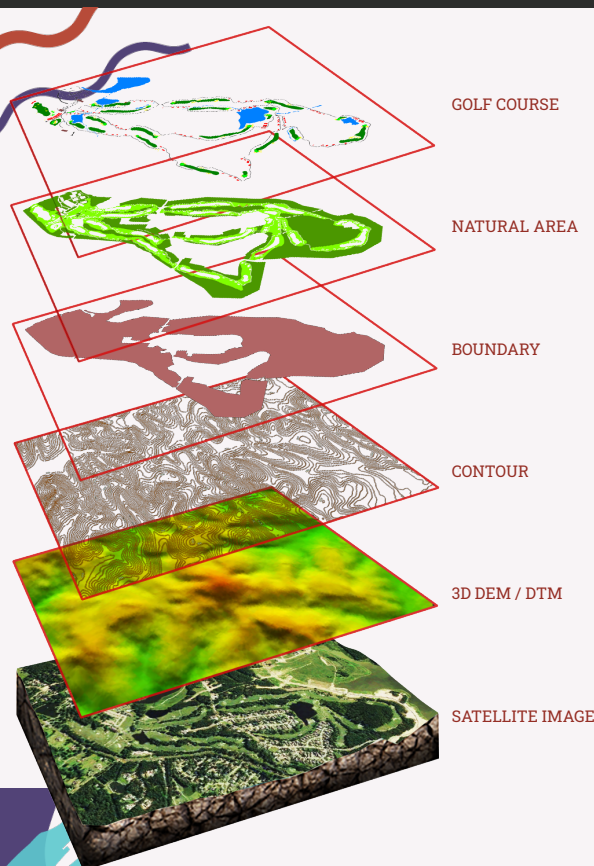 GOLF COURSE
NATURAL AREA
BOUNDARY
CONTOUR
3D DEM / DTM
SATELLITE IMAGE